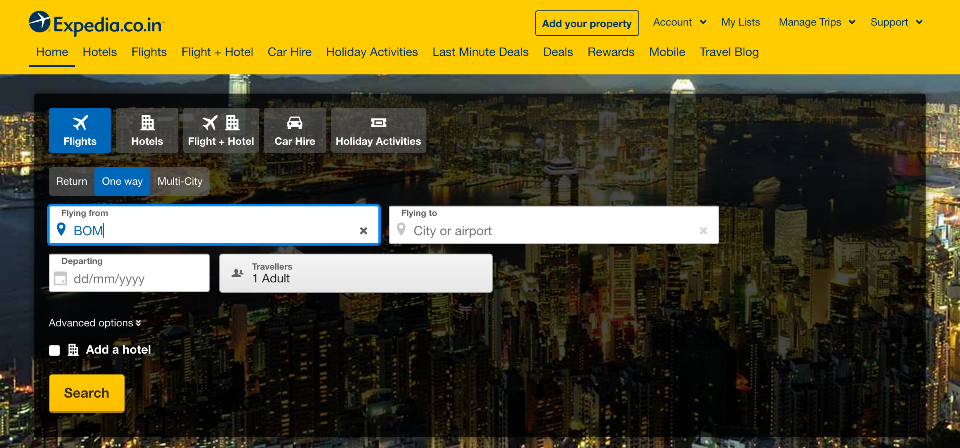 Expedia.co.in
Add your property
Account
My Lists
Manage Trips
Support
Home
Hotels
Flights
Flight + Hotel
Car Hire
Holiday Activities
Last Minute Deals
Deals
Rewards
Mobile
Travel Blog
Flights
Hotels
Flight + Hotel
Car Hire
Holiday Activities
Return
One way
Multi-City
Flying from
BOM
Flying to
City or airport
Departing
dd/mm/yyyy
Travellers
1 Adult
Advanced options
Add a hotel
Search